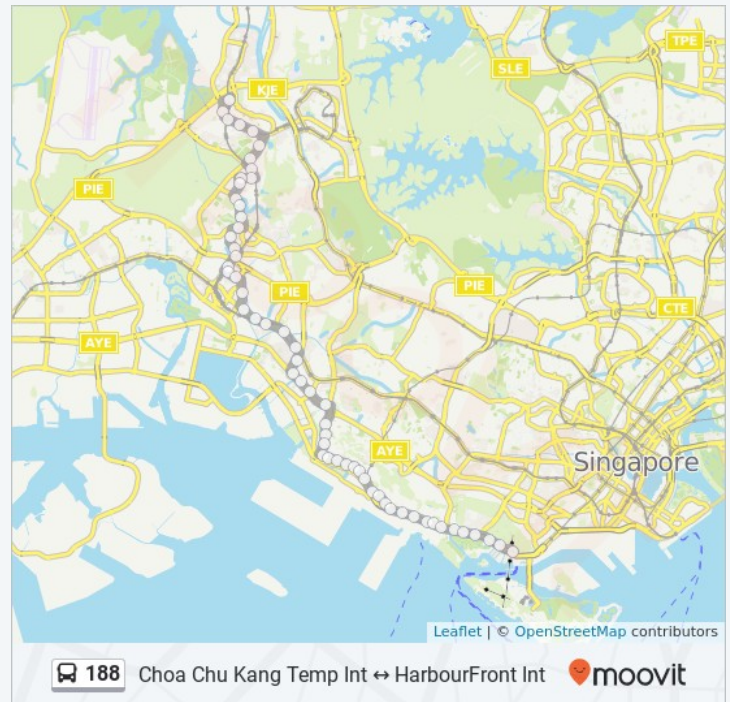 TPE
SLE
KJE
PIE
PIE
PIE
CTE
AYE
AYE
Singapore
Leaflet | © OpenStreetMap contributors
188 Choa Chu Kang Temp Int ↔ HarbourFront Int moovit